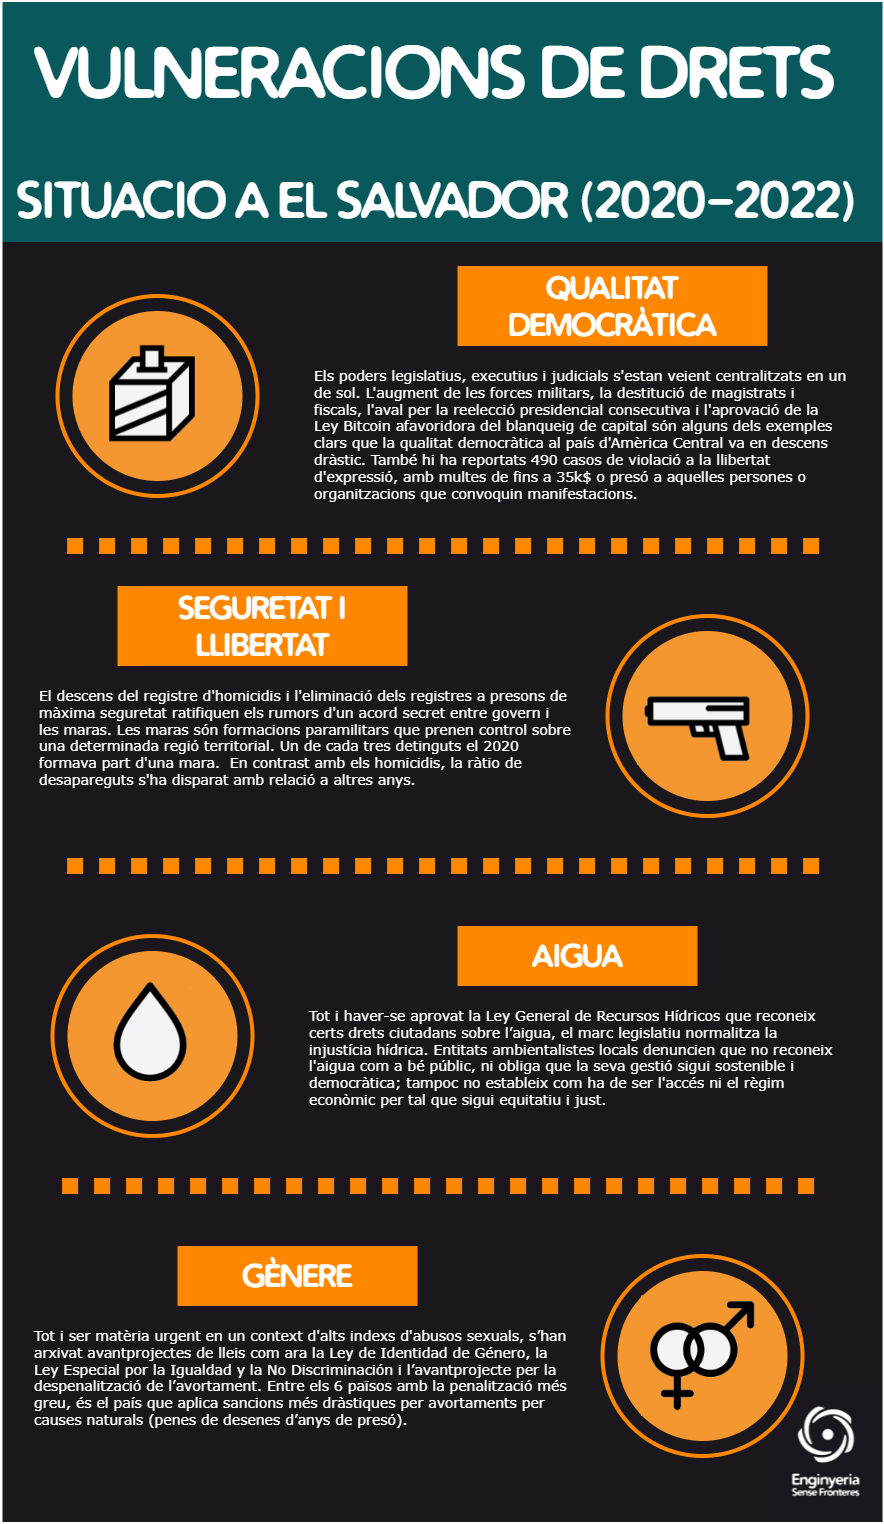 VULNERACIONS DE DRETS
SITUACIO A EL SALVADOR (2020-2022)
QUALITAT
DEMOCRÀTICA
Els poders legislatius, executius i judicials s'estan veient centralitzats en un
de sol. L'augment de les forces militars, la destitució de magistrats i
fiscals, l'aval per la reelecció presidencial consecutiva i l'aprovació de la
Ley Bitcoin afavoridora del blanqueig de capital són alguns dels exemples
clars que la qualitat democràtica al país d'Amèrica Central va en descens
dràstic. També hi ha reportats 490 casos de violació a la llibertat
d'expressió, amb multes de fins a 35k$ o presó a aquelles persones o
organitzacions que convoquin manifestacions.
SEGURETAT I
LLIBERTAT
El descens del registre d'homicidis i l'eliminació dels registres a presons de
màxima seguretat ratifiquen els rumors d'un acord secret entre govern i
les maras. Les maras són formacions paramilitars que prenen control sobre
una determinada regió territorial. Un de cada tres detinguts el 2020
formava part d'una mara.  En contrast amb els homicidis, la ràtio de
desapareguts s'ha disparat amb relació a altres anys.
AIGUA
Tot i haver-se aprovat la Ley General de Recursos Hídricos que reconeix
certs drets ciutadans sobre l’aigua, el marc legislatiu normalitza la
injustícia hídrica. Entitats ambientalistes locals denuncien que no reconeix
l'aigua com a bé públic, ni obliga que la seva gestió sigui sostenible i
democràtica; tampoc no estableix com ha de ser l'accés ni el règim
econòmic per tal que sigui equitatiu i just.
GÈNERE
Tot i ser matèria urgent en un context d'alts indexs d'abusos sexuals, s’han
arxivat avantprojectes de lleis com ara la Ley de Identidad de Género, la
Ley Especial por la Igualdad y la No Discriminación i l’avantprojecte per la
despenalització de l’avortament. Entre els 6 països amb la penalització més
greu, és el país que aplica sancions més dràstiques per avortaments per
causes naturals (penes de desenes d’anys de presó).
Enginyeria
Sense Fronteres